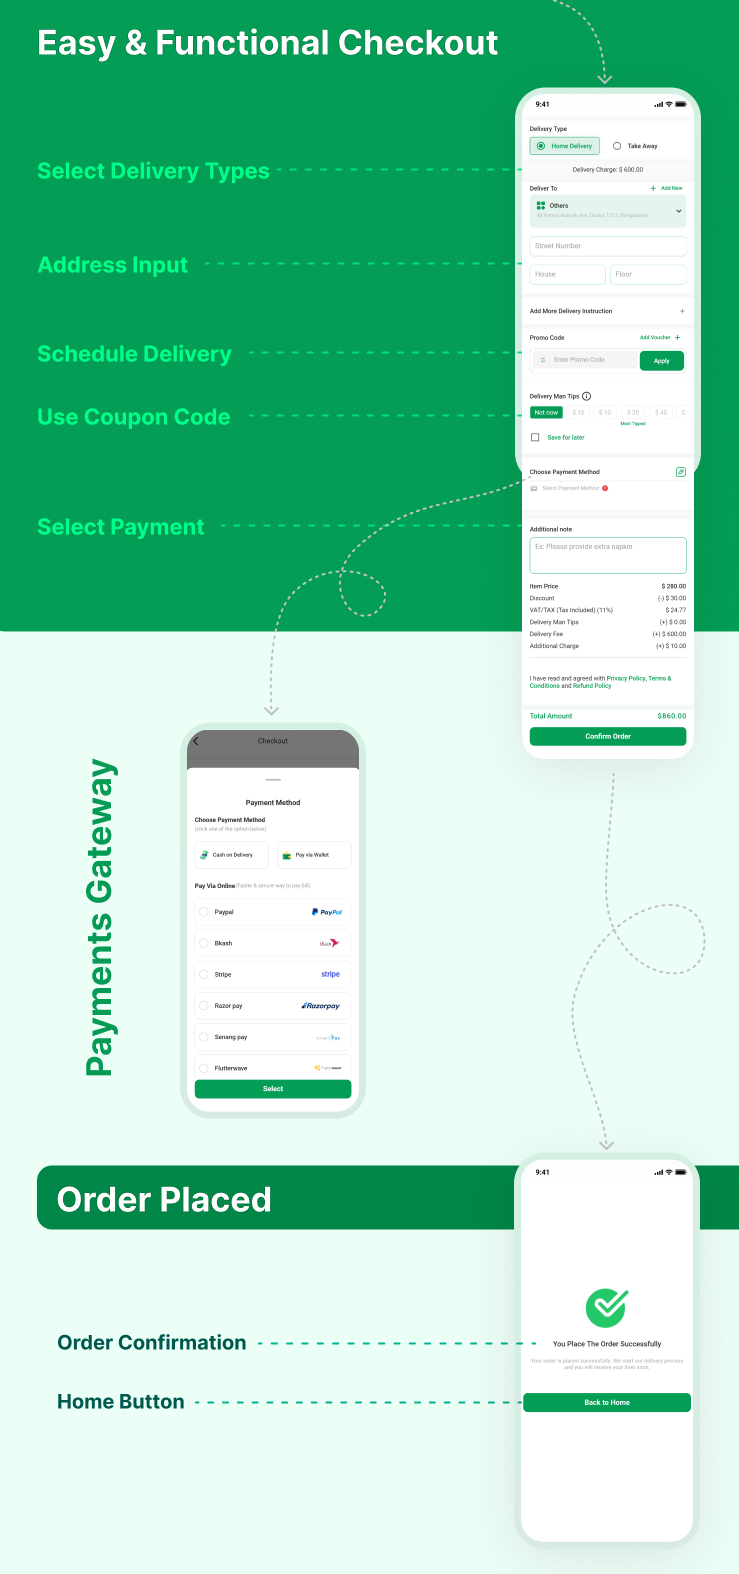 Easy & Functional Checkout
Select Delivery Types
Address Input
Schedule Delivery
Use Coupon Code
Select Payment
9:41
Delivery Type
Home Delivery
Take Away
Delivery Charge: $ 600.00
Deliver To
+ Add New
Others
Street Number
House
Floor
Add More Delivery Instruction +
Promo Code
Add Voucher +
Enter Promo Code
Apply
Delivery Man Tips
Not now
$ 15
$ 10
$ 20
$ 40
Most Tipped
Save for later
Choose Payment Method
Select Payment Method
Additional note
Ex: Please provide extra napkin
Item Price $ 280.00
Discount (-) $ 30.00
VAT/TAX (Tax Included) (11%) $ 24.77
Delivery Man Tips (+) $ 0.00
Delivery Fee (+) $ 600.00
Additional Charge (+) $ 10.00
I have read and agreed with Privacy Policy, Terms &
Conditions and Refund Policy
Total Amount $860.00
Confirm Order
Payments Gateway
Checkout
Payment Method
Choose Payment Method
(click one of the option below)
Cash on Delivery
Pay via Wallet
Pay Via Online (Faster & secure way to pay bill)
Paypal PayPal
Bkash
Stripe stripe
Razor pay Razorpay
Senang pay Pay
Flutterwave
Select
Order Placed
Order Confirmation
Home Button
9:41
You Place The Order Successfully
Your order is placed successfully. We start our delivery process
and you will receive your item soon.
Back to Home